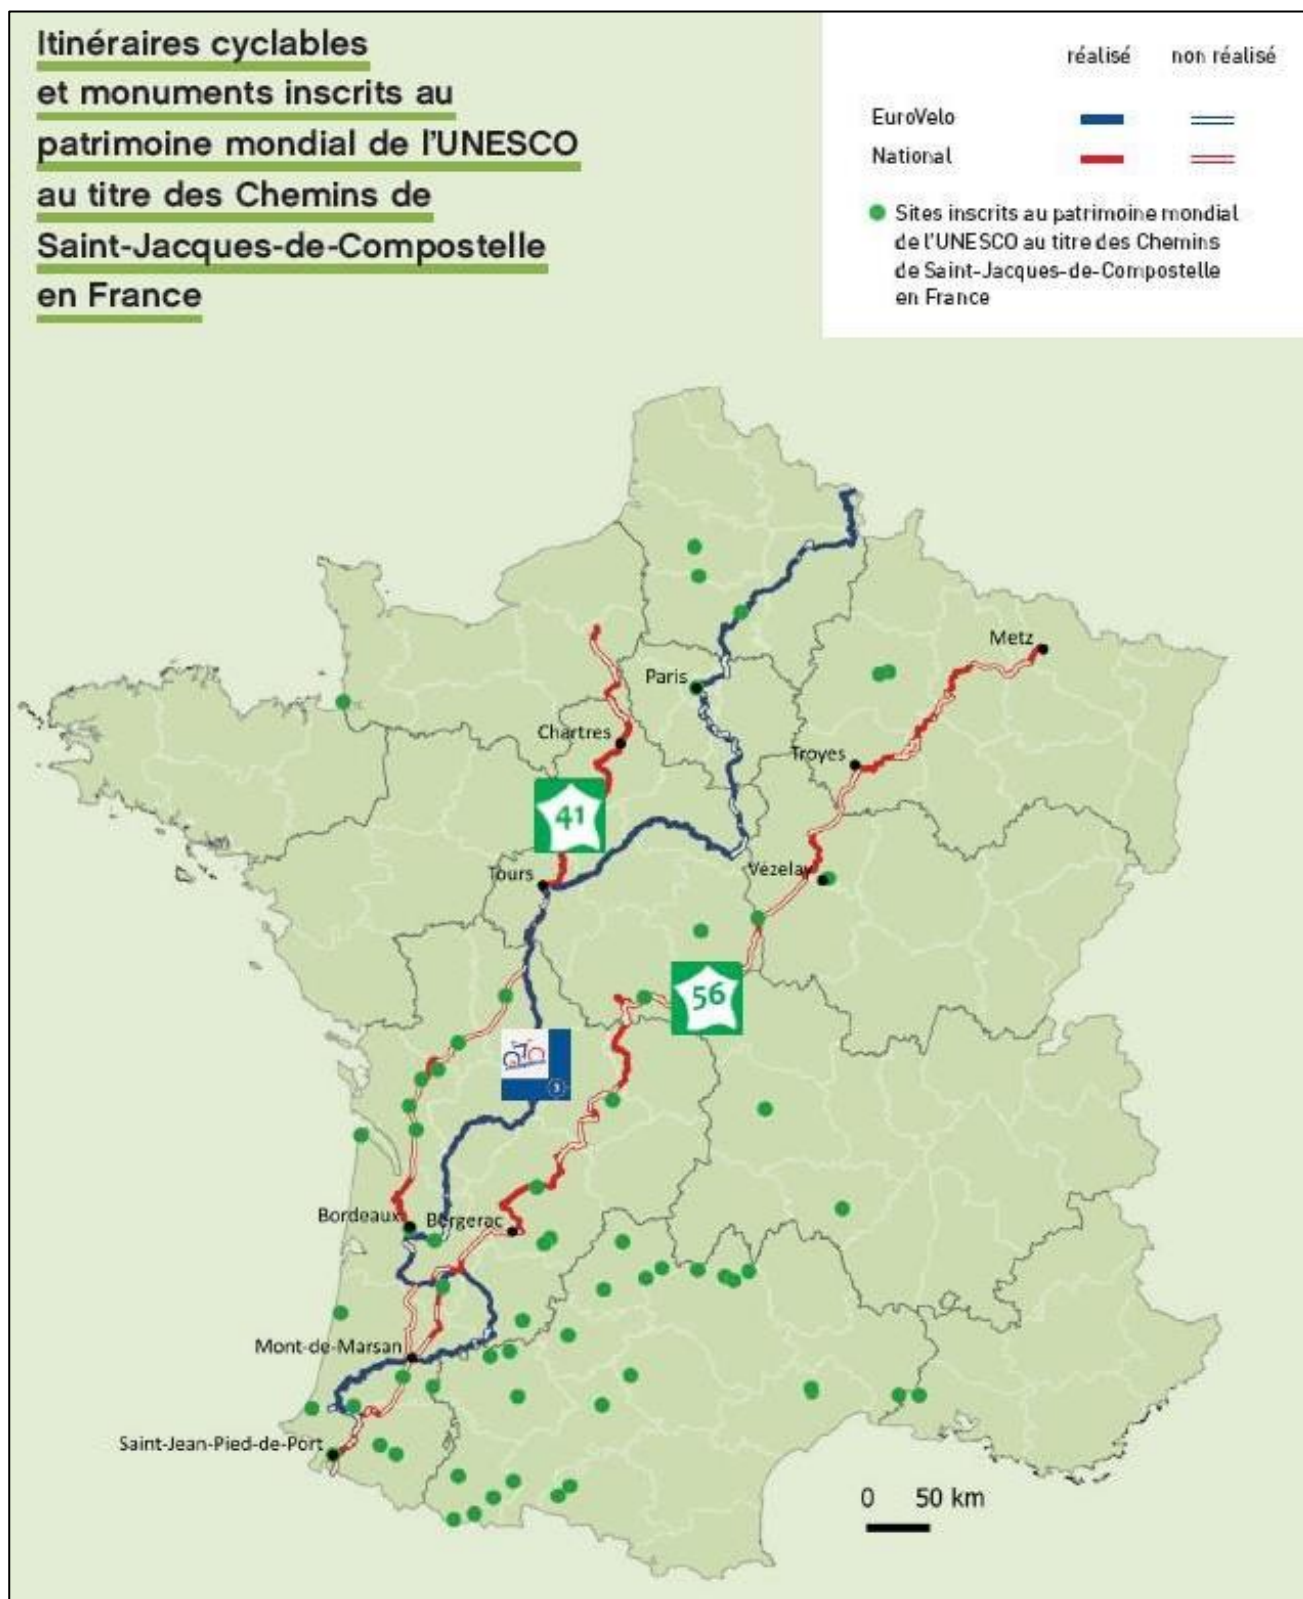 Itinéraires cyclables
et monuments inscrits au
patrimoine mondial de l'UNESCO
au titre des Chemins de
Saint-Jacques-de-Compostelle
en France
réalisé non réalisé
EuroVelo
National
Sites inscrits au patrimoine mondial
de l'UNESCO au titre des Chemins
de Saint-Jacques-de-Compostelle
en France
Metz
Paris
Chartres
Troyes
41
Tours
Vézelay
56
3
Bordeaux
Bergerac
Mont-de-Marsan
Saint-Jean-Pied-de-Port
0 50 km